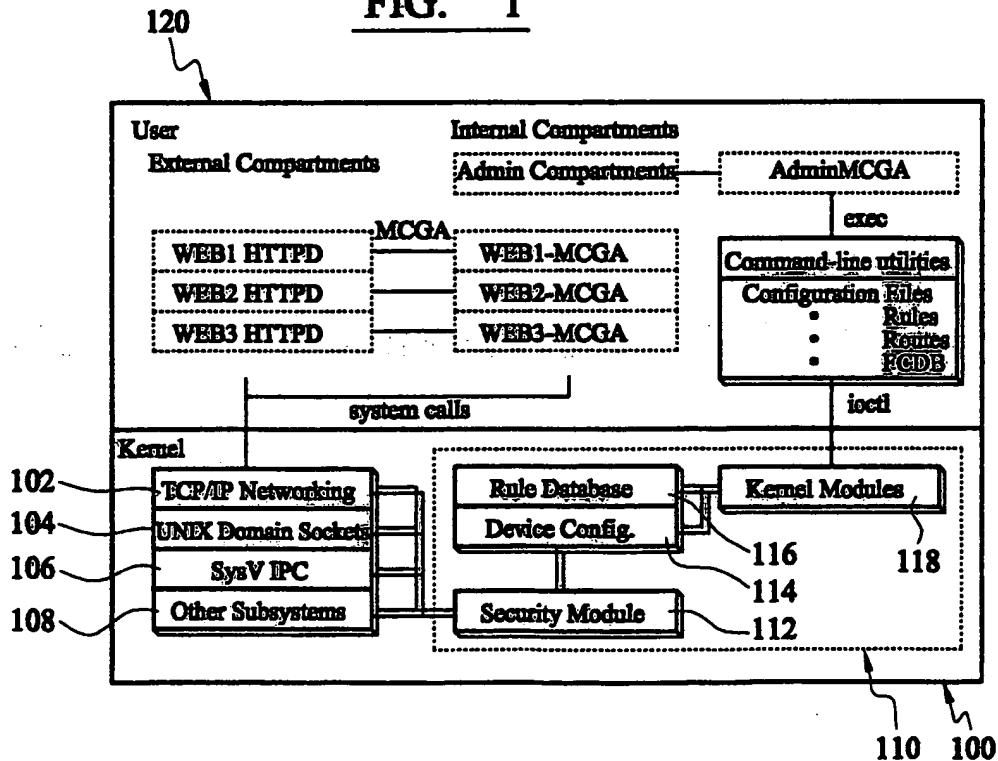 FIG. 1
120
User
Internal Compartments
External Compartments
Admin Compartments
AdminMCGA
exec
MCGA
WEB1 HTTPD
WEB1-MCGA
WEB2 HTTPD
WEB2-MCGA
WEB3 HTTPD
WEB3-MCGA
Command-line utilities
Configuration Files
• Rules
• Routes
• FCDB
system calls
ioctl
Kernel
102
TCP/IP Networking
104
UNIX Domain Sockets
106
SysV IPC
108
Other Subsystems
Rule Database
Device Config.
Kernel Modules
116
118
114
Security Module
112
110
100